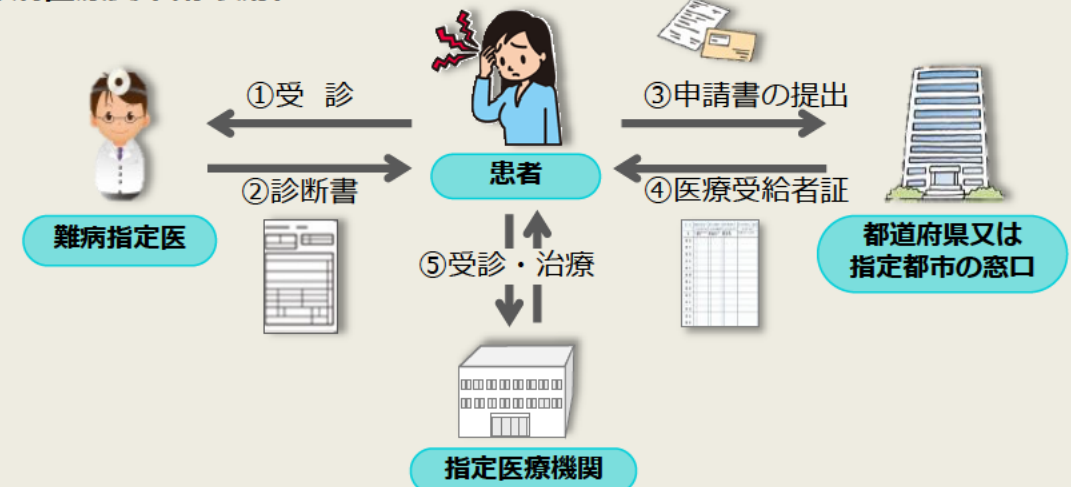 ①受 診
②診断書
難病指定医
患者
③申請書の提出
④医療受給者証
都道府県又は
指定都市の窓口
⑤受診・治療
指定医療機関